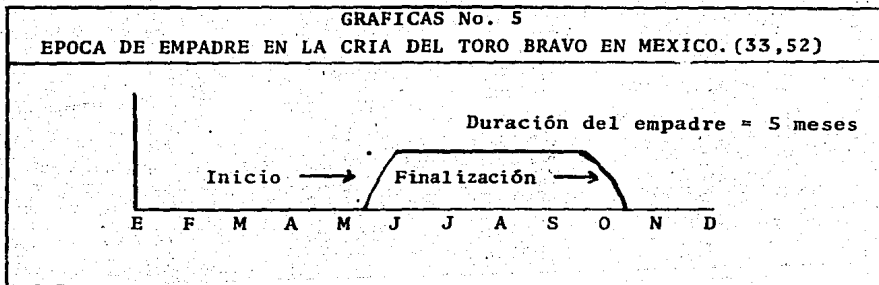 GRAFICAS No. 5
EPOCA DE EMPADRE EN LA CRIA DEL TORO BRAVO EN MEXICO.(33,52)
Duración del empadre = 5 meses
Inicio → Finalización →
E F M A M J J A S O N D